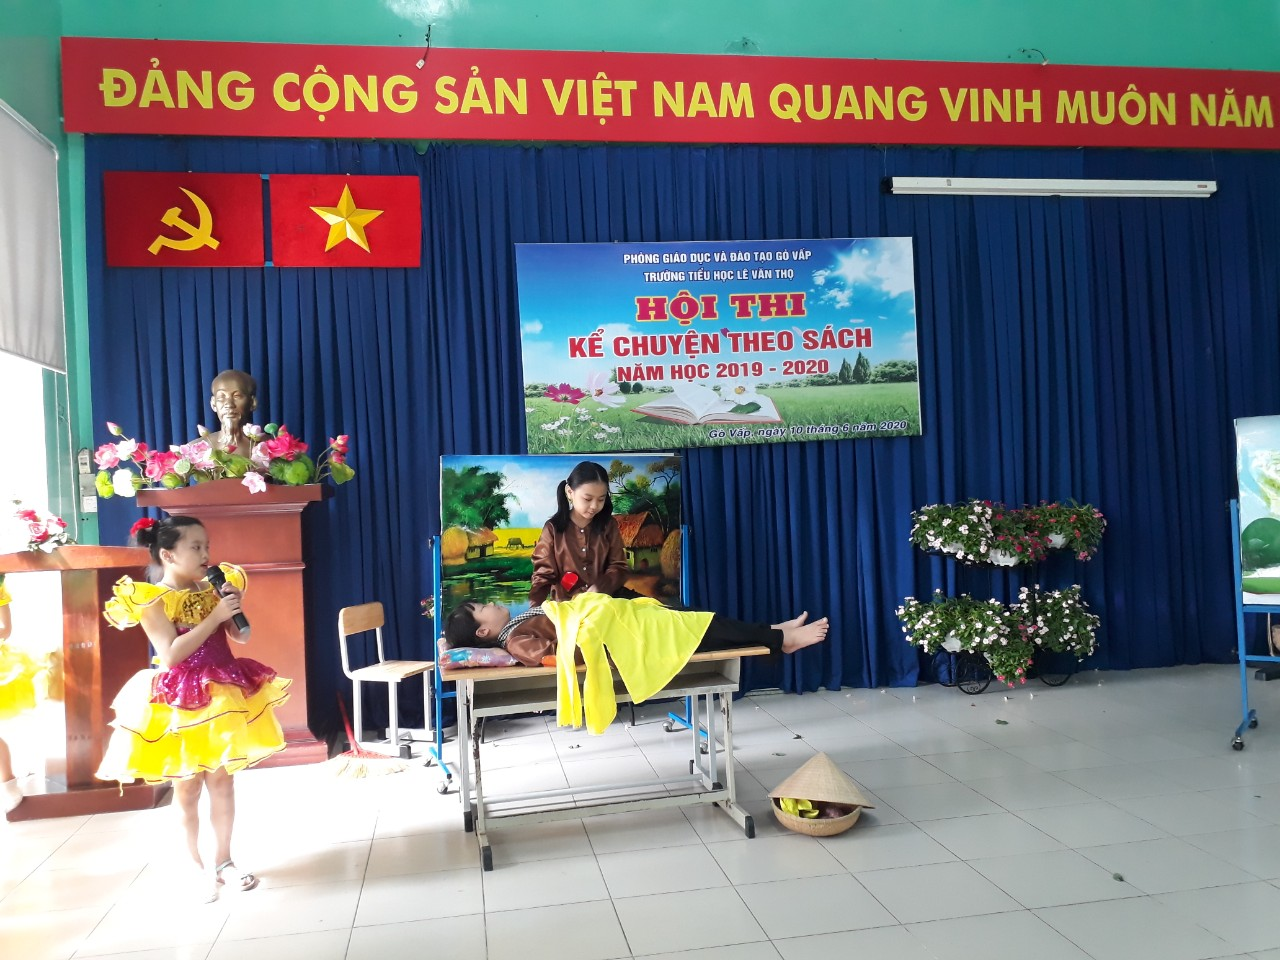 ĐẢNG CỘNG SẢN VIỆT NAM QUANG VINH MUÔN NĂM
PHÒNG GIÁO DỤC VÀ ĐÀO TẠO GÒ VẤP
TRƯỜNG TIỂU HỌC LÊ VĂN THỌ
HỘI THI
KỂ CHUYỆN THEO SÁCH
NĂM HỌC 2019 - 2020
Gò Vấp, ngày 10 tháng 6 năm 2020